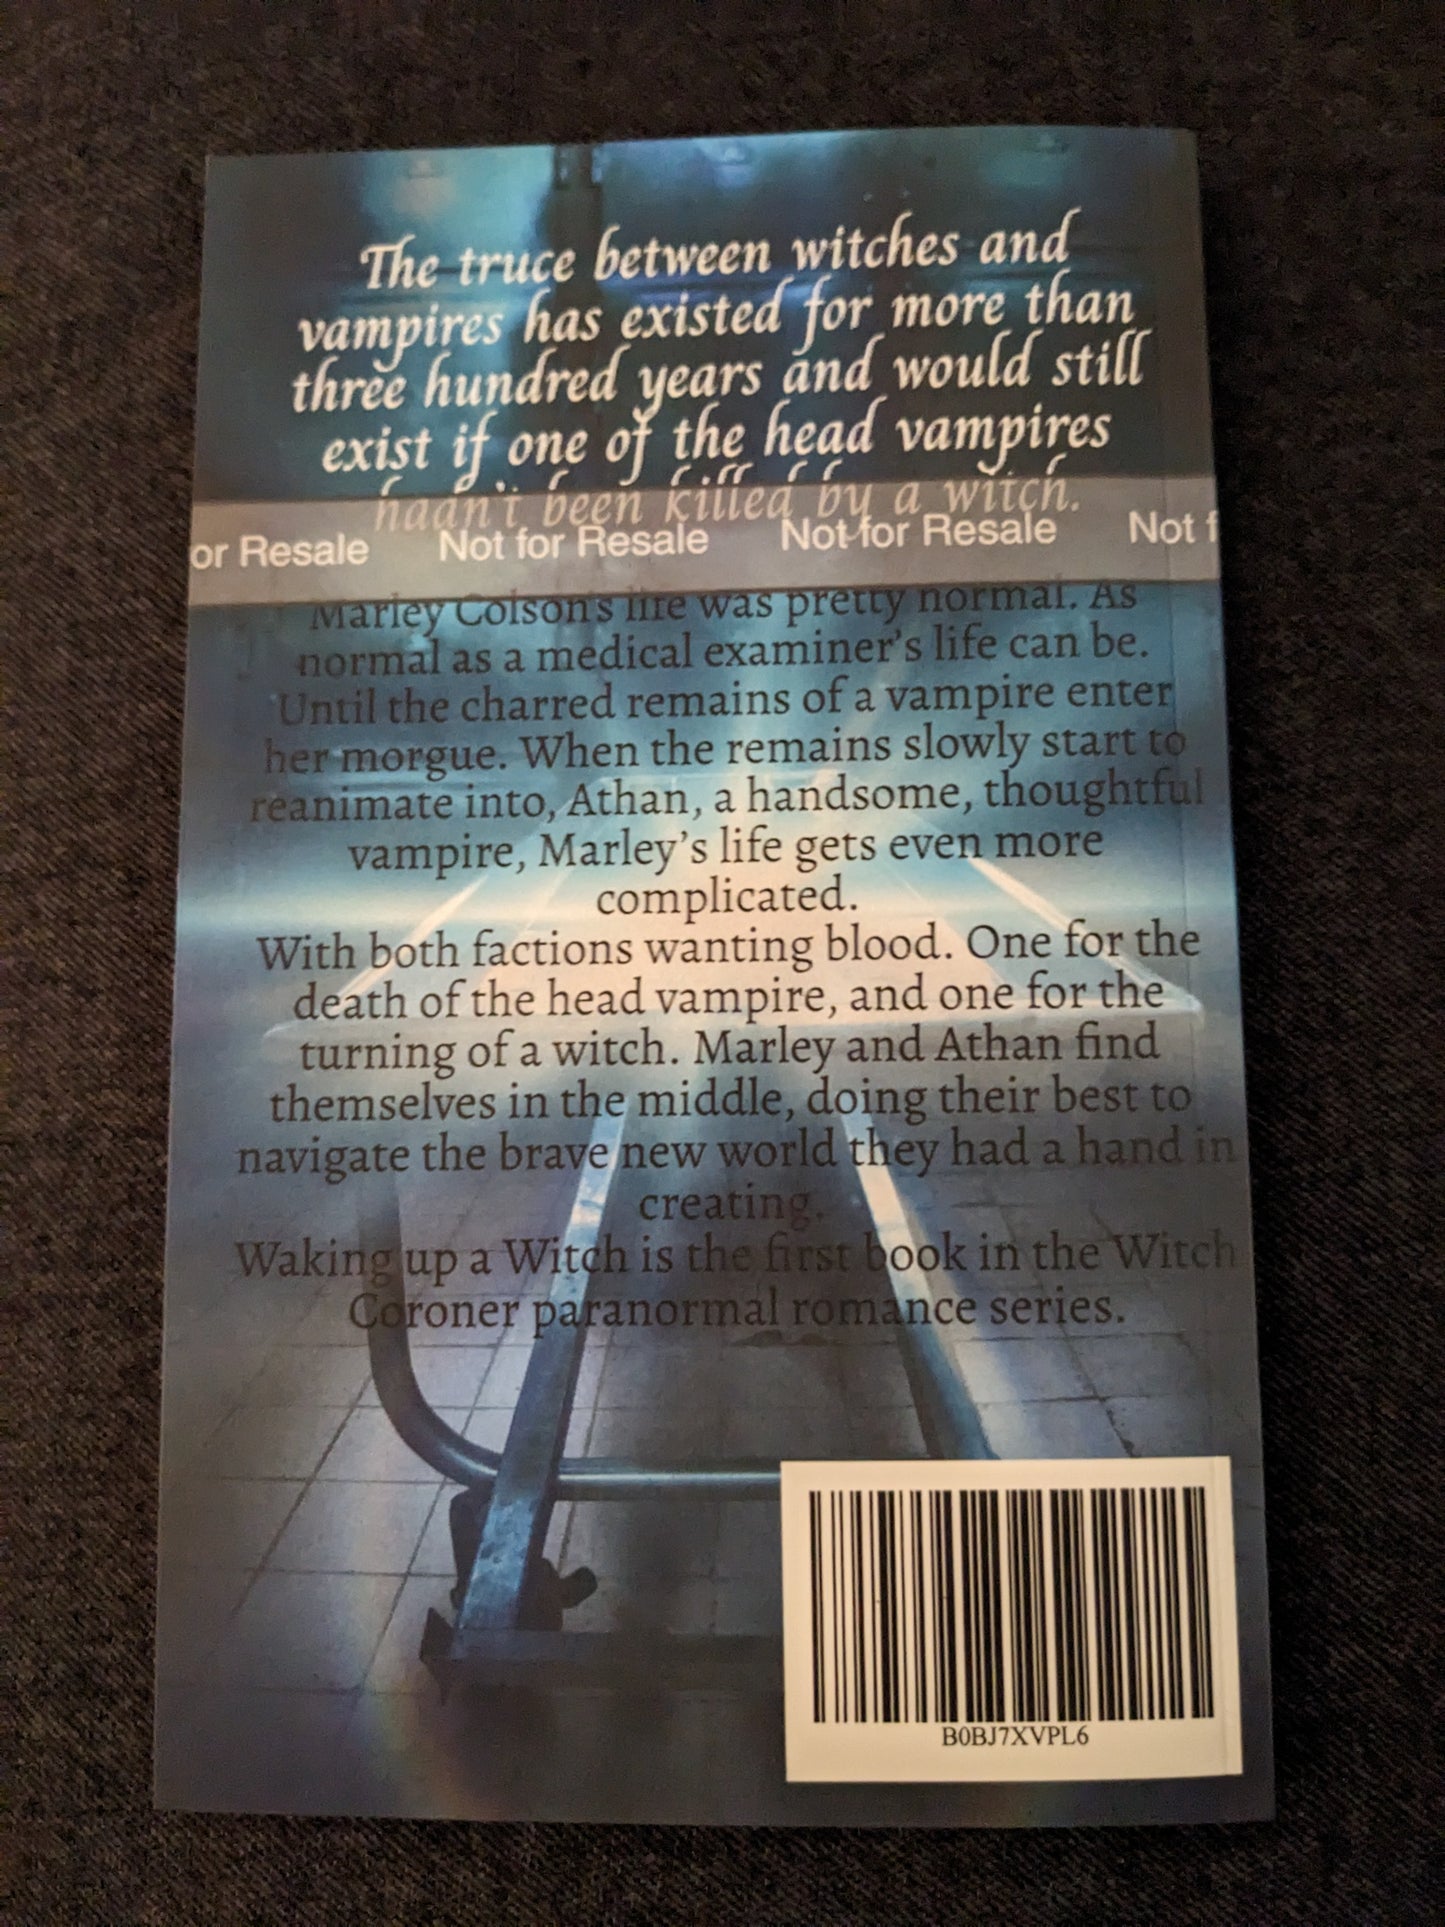 The truce between witches and
vampires has existed for more than
three hundred years and would still
exist if one of the head vampires
hadn't been killed by a witch.
or Resale Not for Resale Not for Resale Not f
Marley Colson's life was pretty normal. As
normal as a medical examiner's life can be.
Until the charred remains of a vampire enter
her morgue. When the remains slowly start to
reanimate into, Athan, a handsome, thoughtful
vampire, Marley's life gets even more
complicated.
With both factions wanting blood. One for the
death of the head vampire, and one for the
turning of a witch. Marley and Athan find
themselves in the middle, doing their best to
navigate the brave new world they had a hand in
creating.
Waking up a Witch is the first book in the Witch
Coroner paranormal romance series.
B0BJ7XVPL6